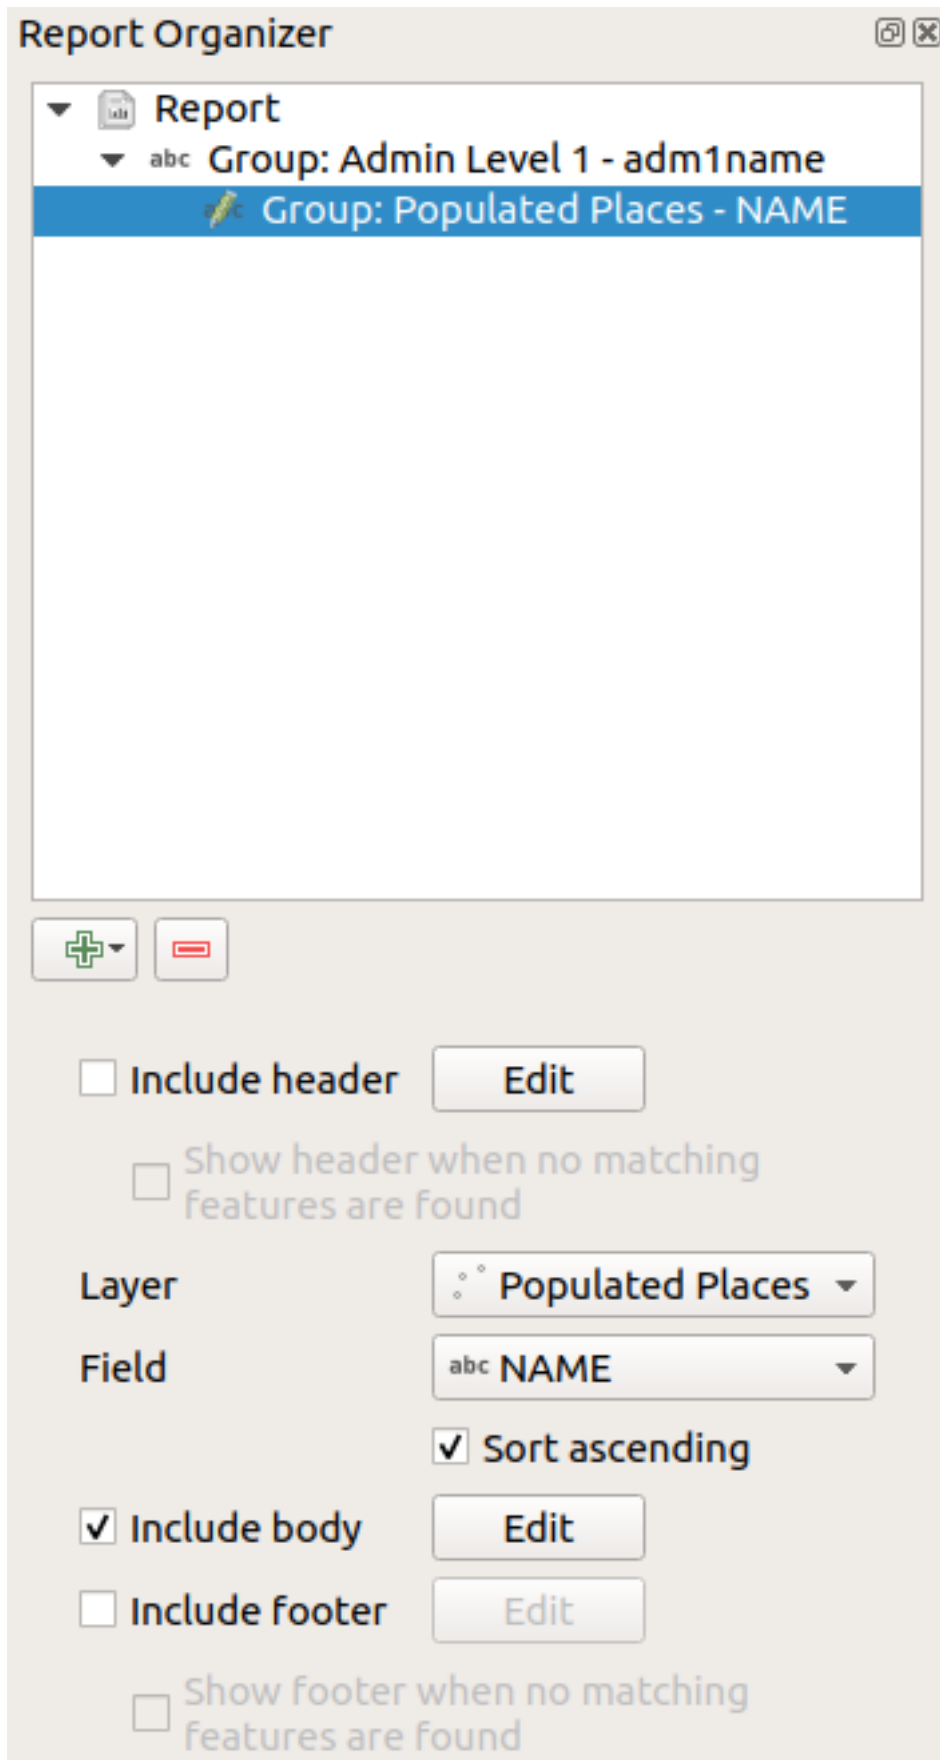 Report Organizer
Report
abc Group: Admin Level 1 - adm1name
Group: Populated Places - NAME
Include header Edit
Show header when no matching
features are found
Layer Populated Places
Field abc NAME
Sort ascending
Include body Edit
Include footer Edit
Show footer when no matching
features are found